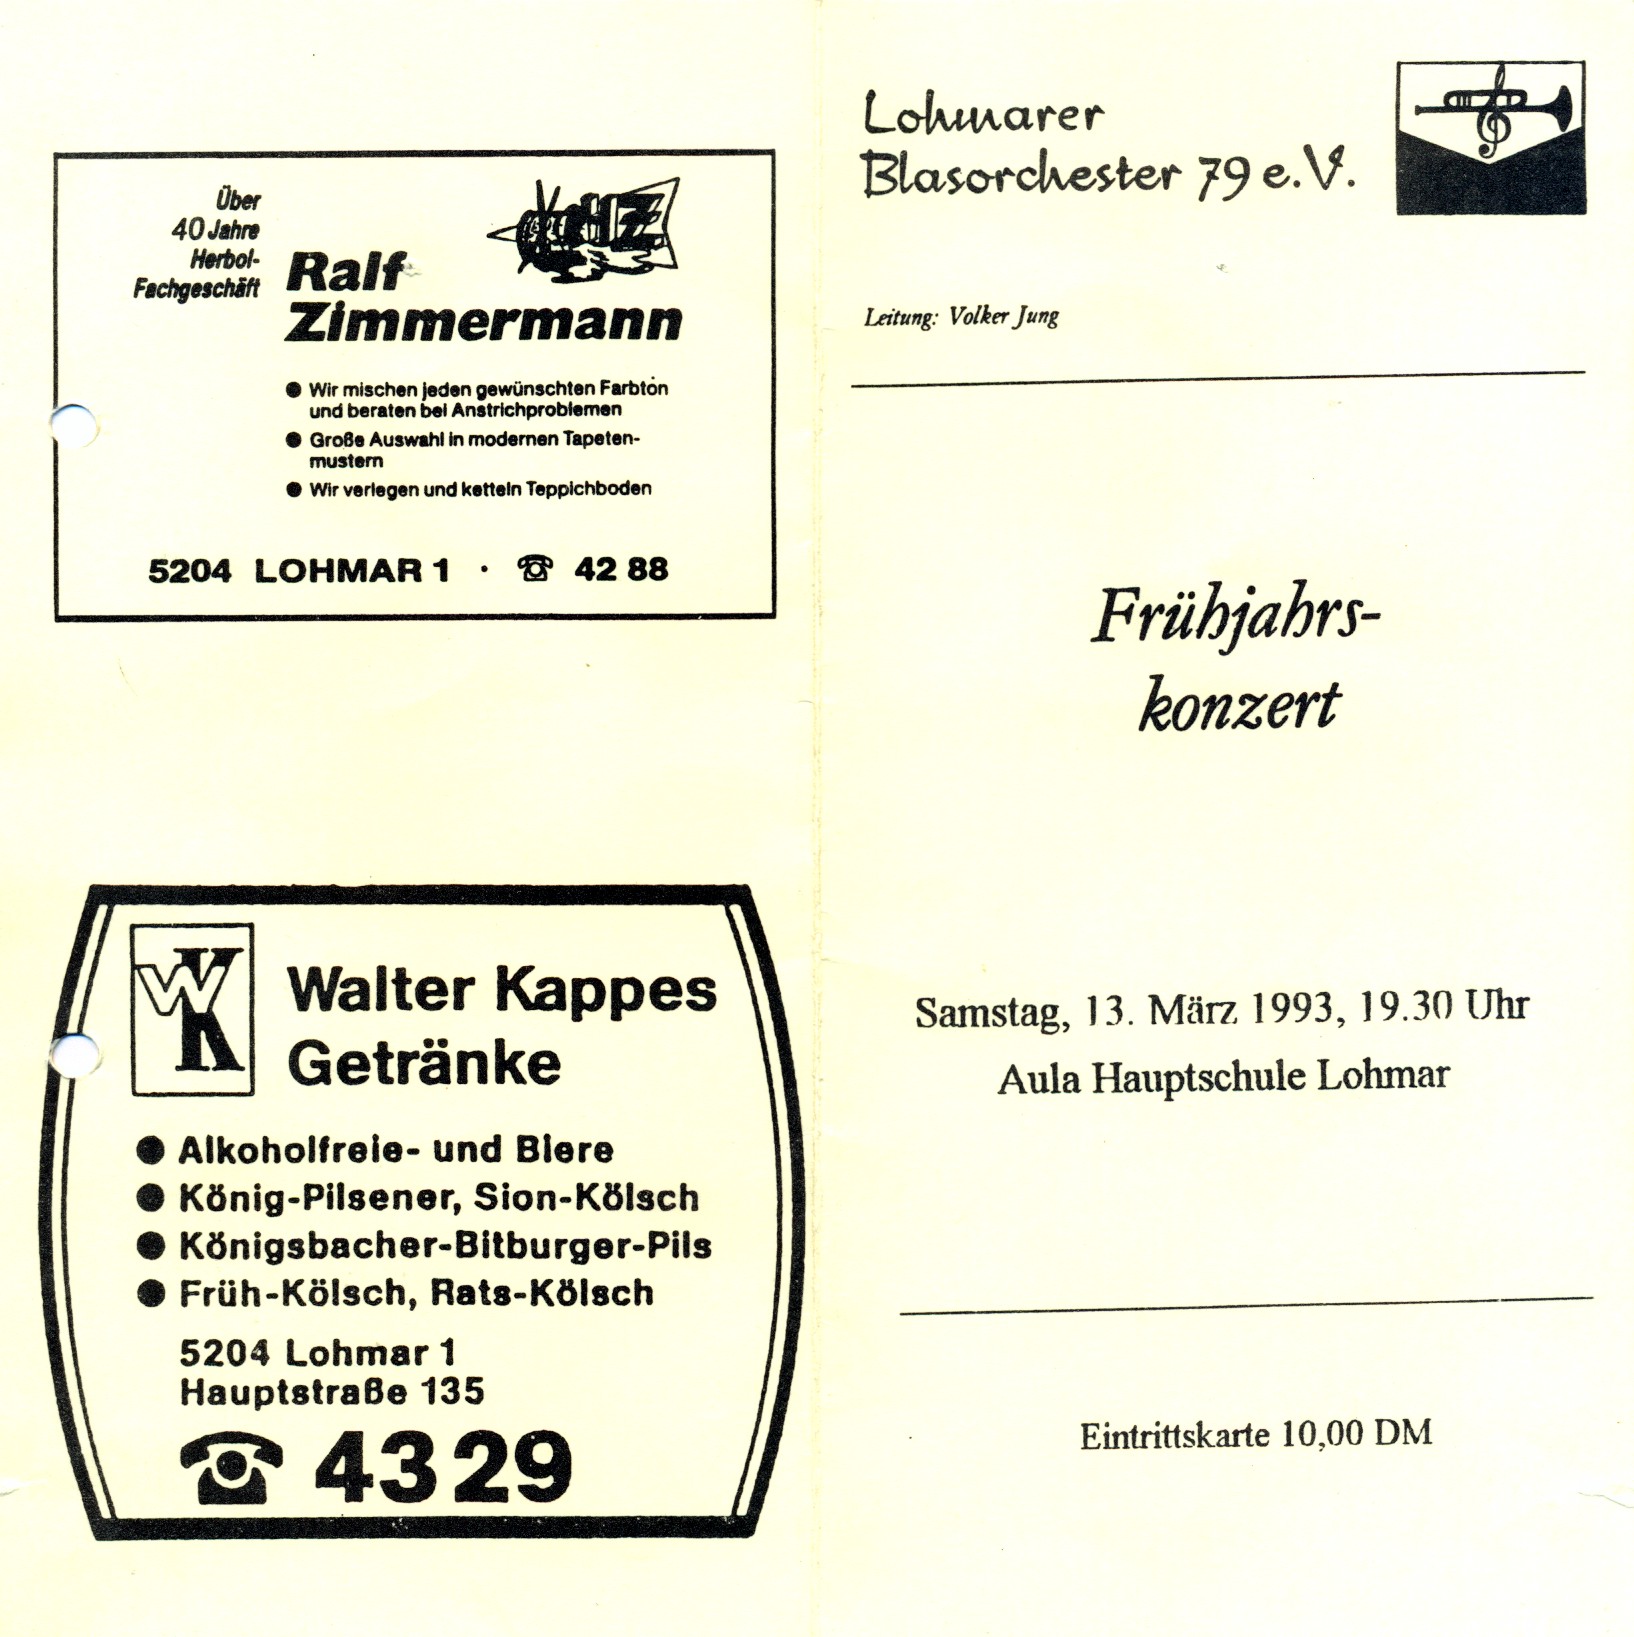 Über
40 Jahre
Herbol-
Fachgeschäft
Ralf
Zimmermann
● Wir mischen jeden gewünschten Farbton
und beraten bei Anstrichproblemen
● Große Auswahl in modernen Tapeten-
mustern
● Wir verlegen und ketteln Teppichboden
5204 LOHMAR 1 · ☎ 42 88
WK
Walter Kappes
Getränke
● Alkoholfreie- und Biere
● König-Pilsener, Sion-Kölsch
● Königsbacher-Bitburger-Pils
● Früh-Kölsch, Rats-Kölsch
5204 Lohmar 1
Hauptstraße 135
☎ 43 29
Lohmarer
Blasorchester 79 e.V.
Leitung: Volker Jung
Frühjahrs-
konzert
Samstag, 13. März 1993, 19.30 Uhr
Aula Hauptschule Lohmar
Eintrittskarte 10,00 DM